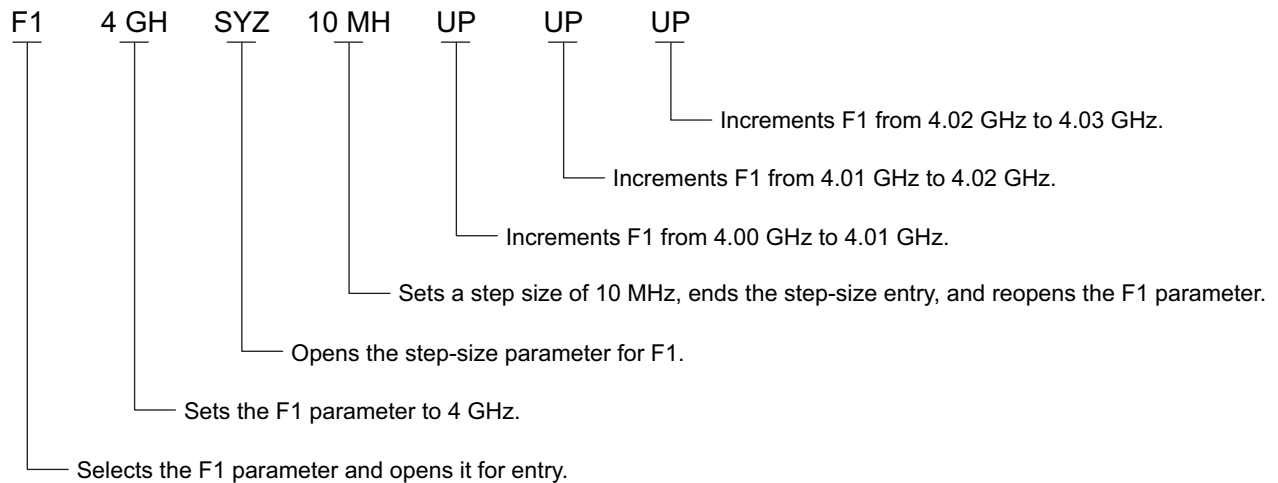 F1 4 GH SYZ 10 MH UP UP UP
Increments F1 from 4.02 GHz to 4.03 GHz.
Increments F1 from 4.01 GHz to 4.02 GHz.
Increments F1 from 4.00 GHz to 4.01 GHz.
Sets a step size of 10 MHz, ends the step-size entry, and reopens the F1 parameter.
Opens the step-size parameter for F1.
Sets the F1 parameter to 4 GHz.
Selects the F1 parameter and opens it for entry.